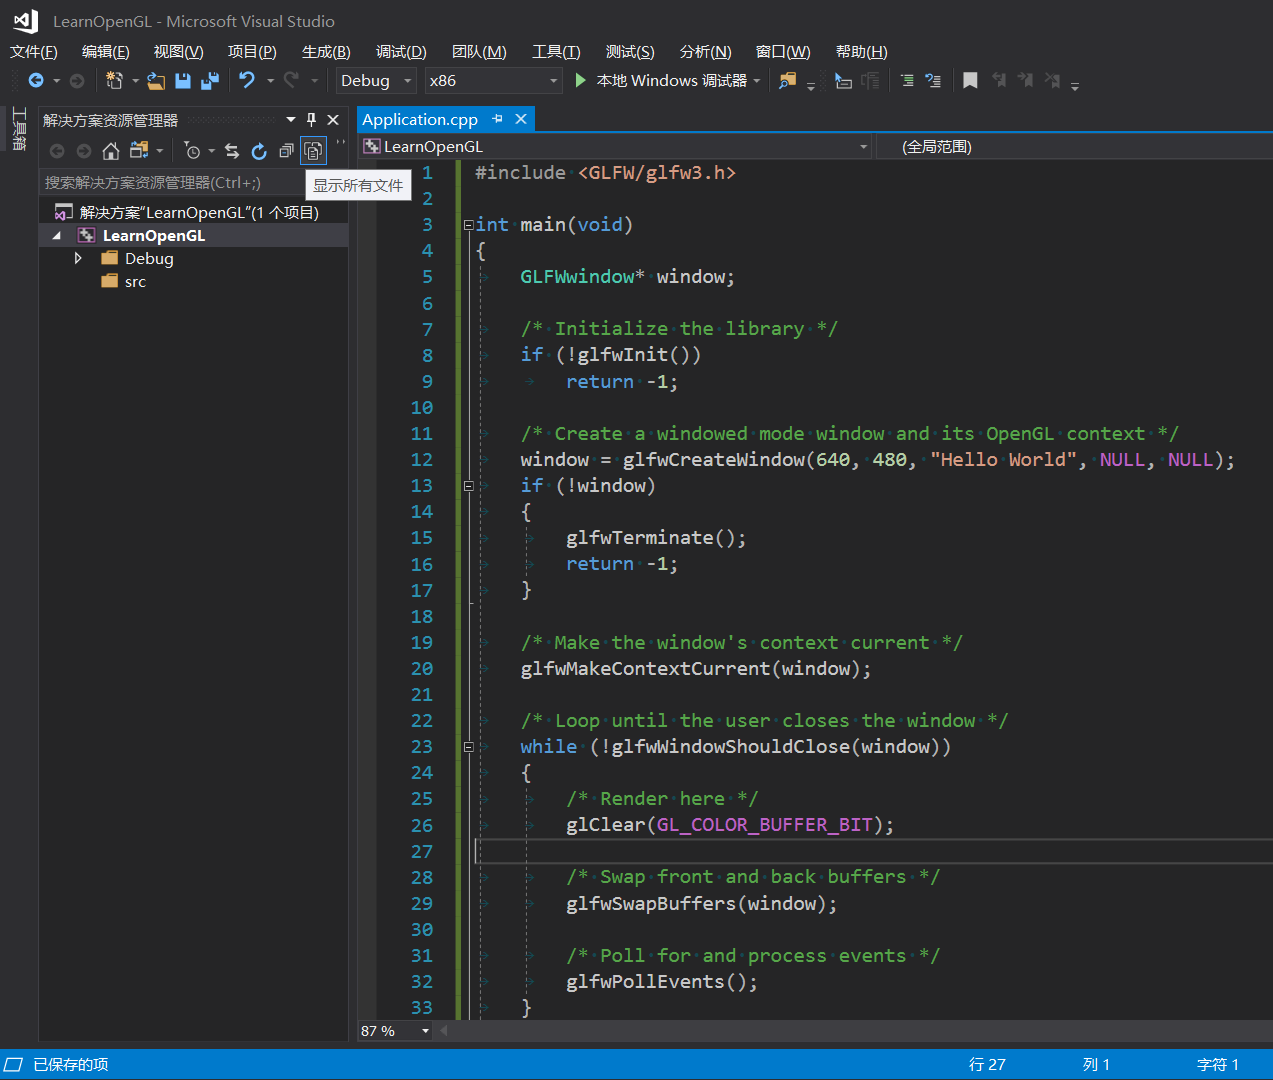 LearnOpenGL - Microsoft Visual Studio
文件(F) 编辑(E) 视图(V) 项目(P) 生成(B) 调试(D) 团队(M) 工具(T) 测试(S) 分析(N) 窗口(W) 帮助(H)
Debug x86 本地 Windows 调试器
工具箱
解决方案资源管理器
搜索解决方案资源管理器(Ctrl+;)
显示所有文件
解决方案“LearnOpenGL”(1 个项目)
LearnOpenGL
Debug
src
Application.cpp
LearnOpenGL (全局范围)
1 #include <GLFW/glfw3.h>
2
3 int main(void)
4 {
5 GLFWwindow* window;
6
7 /* Initialize the library */
8 if (!glfwInit())
9 return -1;
10
11 /* Create a windowed mode window and its OpenGL context */
12 window = glfwCreateWindow(640, 480, "Hello World", NULL, NULL);
13 if (!window)
14 {
15 glfwTerminate();
16 return -1;
17 }
18
19 /* Make the window's context current */
20 glfwMakeContextCurrent(window);
21
22 /* Loop until the user closes the window */
23 while (!glfwWindowShouldClose(window))
24 {
25 /* Render here */
26 glClear(GL_COLOR_BUFFER_BIT);
27
28 /* Swap front and back buffers */
29 glfwSwapBuffers(window);
30
31 /* Poll for and process events */
32 glfwPollEvents();
33 }
87 %
已保存的项 行 27 列 1 字符 1